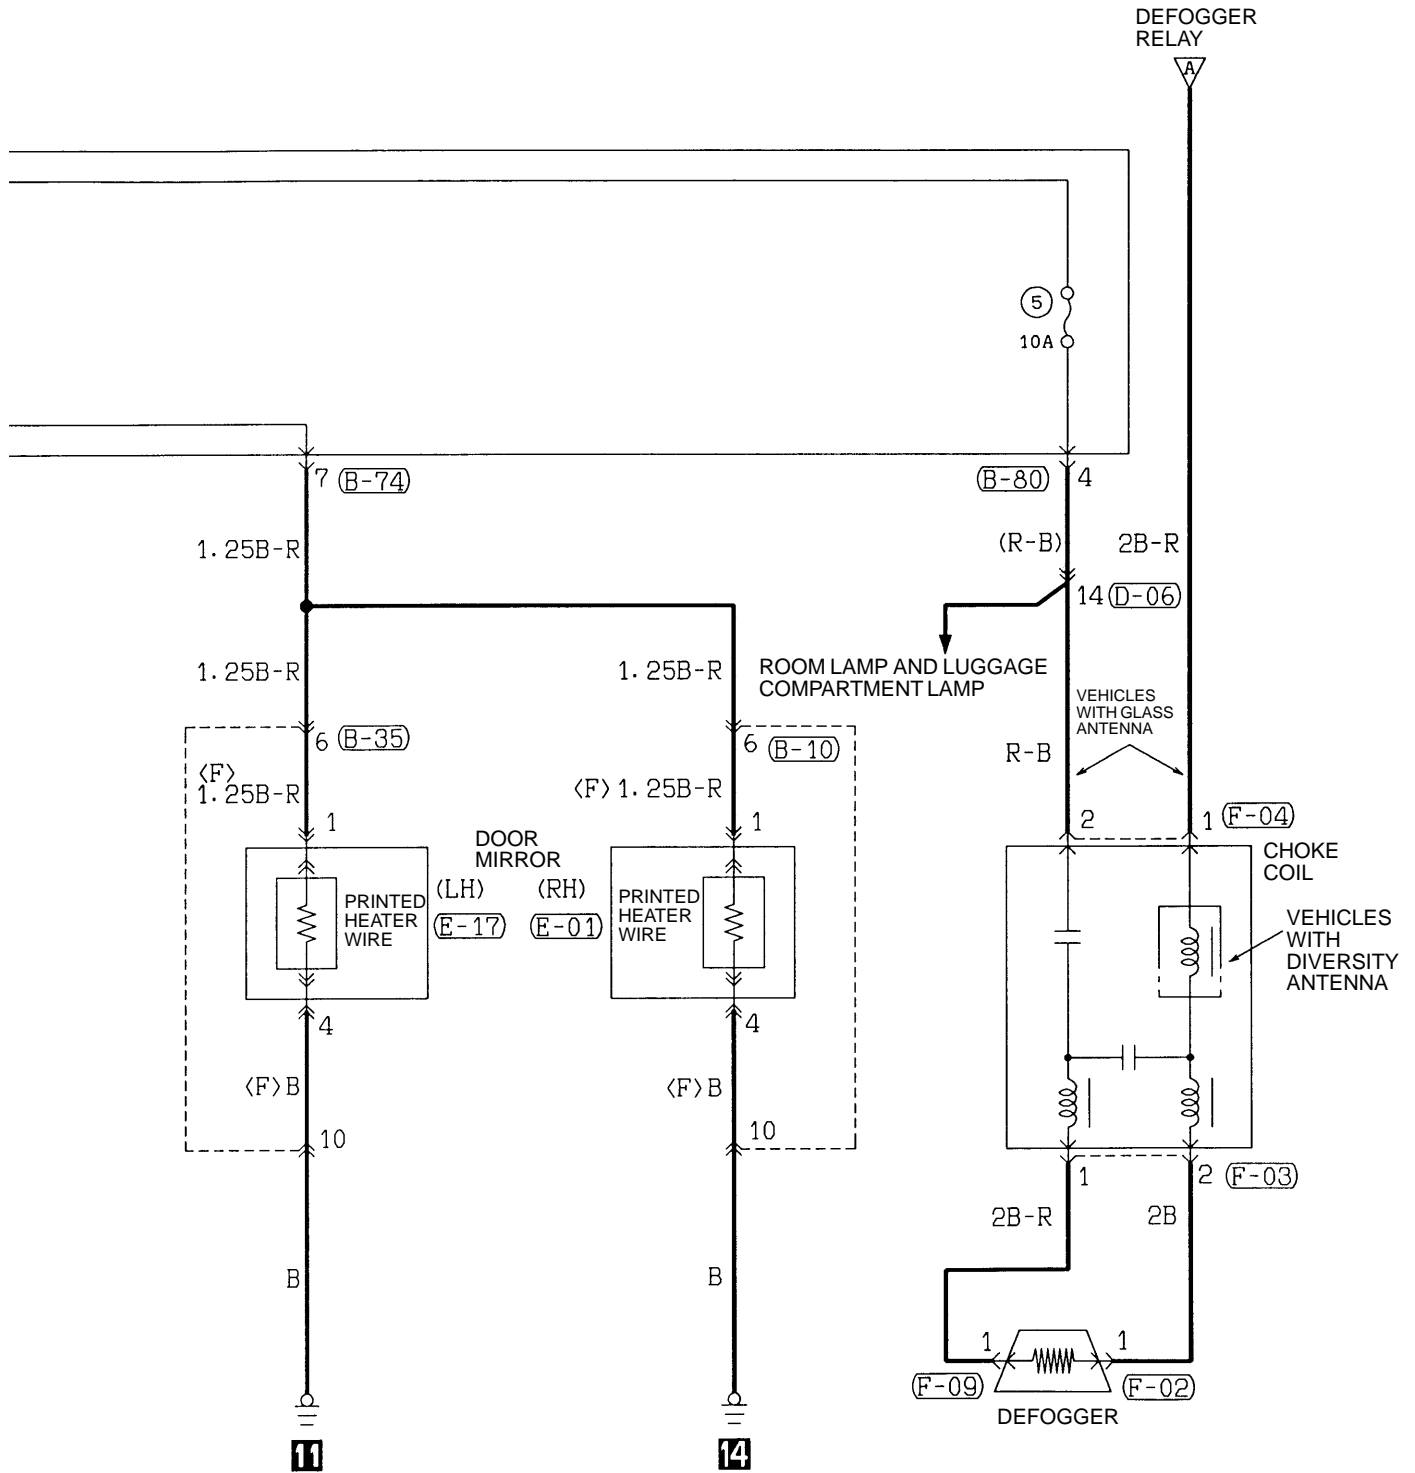 DEFOGGER
RELAY
A
5
10A
7 B-74
B-80 4
1.25B-R
(R-B) 2B-R
14 D-06
1.25B-R
1.25B-R
ROOM LAMP AND LUGGAGE
COMPARTMENT LAMP
VEHICLES
WITH GLASS
ANTENNA
6 B-35
6 B-10
R-B
<F>
1.25B-R
<F> 1.25B-R
1
1
2
1 F-04
DOOR
MIRROR
CHOKE
COIL
PRINTED
HEATER
WIRE
(LH)
E-17
(RH)
E-01
PRINTED
HEATER
WIRE
VEHICLES
WITH
DIVERSITY
ANTENNA
4
4
<F>B
<F>B
10
10
1
2 F-03
2B-R
2B
B
B
1
1
F-09
F-02
DEFOGGER
11
14